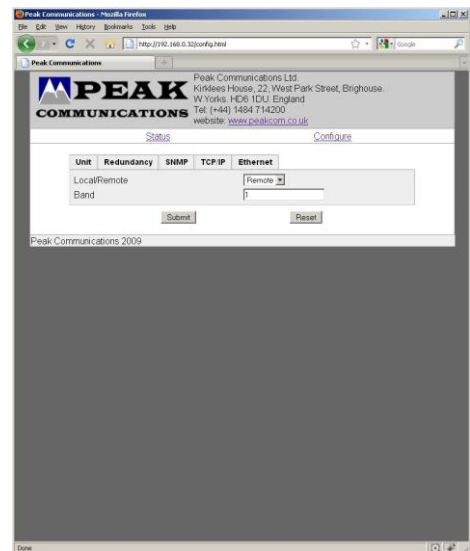 Peak Communications - Mozilla Firefox
File Edit View History Bookmarks Tools Help
http://192.168.0.32/config.html
Google
Peak Communications
PEAK
COMMUNICATIONS
Peak Communications Ltd.
Kirklees House, 22, West Park Street, Brighouse.
W.Yorks. HD6 1DU. England
Tel: (+44) 1484 714200
website: www.peakcom.co.uk
Status Configure
Unit Redundancy SNMP TCP/IP Ethernet
Local/Remote Remote
Band 1
Submit Reset
Peak Communications 2009
Done